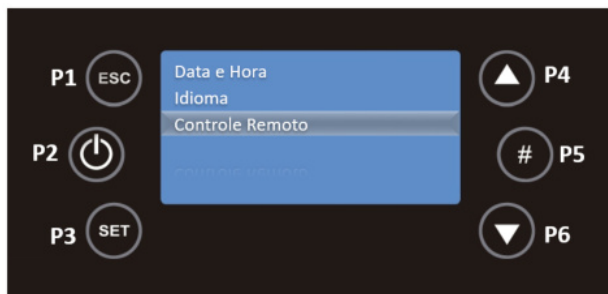 P1 ESC
Data e Hora
Idioma
Controle Remoto
P4
P2
# P5
P3 SET
P6